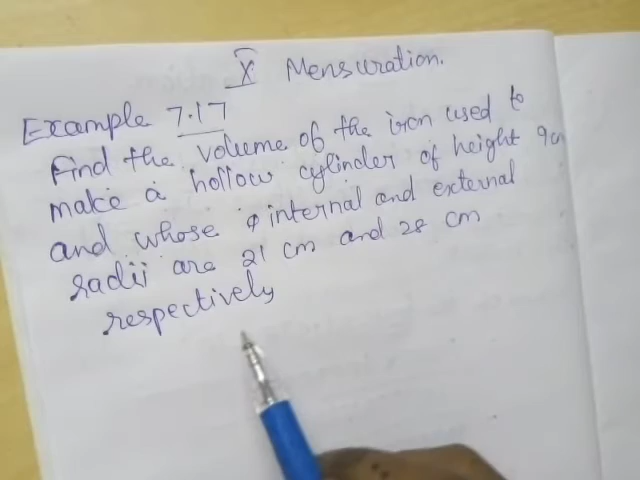 X Mensuration.
Example 7.17
Find the volume of the iron used to
make a hollow cylinder of height 9cm
and whose internal and external
radii are 21 cm and 28 cm
respectively